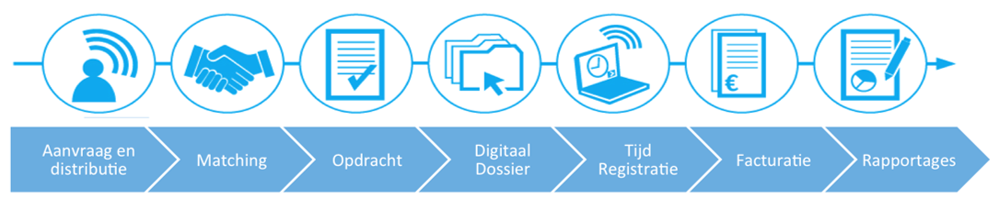 €
Aanvraag en
distributie
Matching
Opdracht
Digitaal
Dossier
Tijd
Registratie
Facturatie
Rapportages